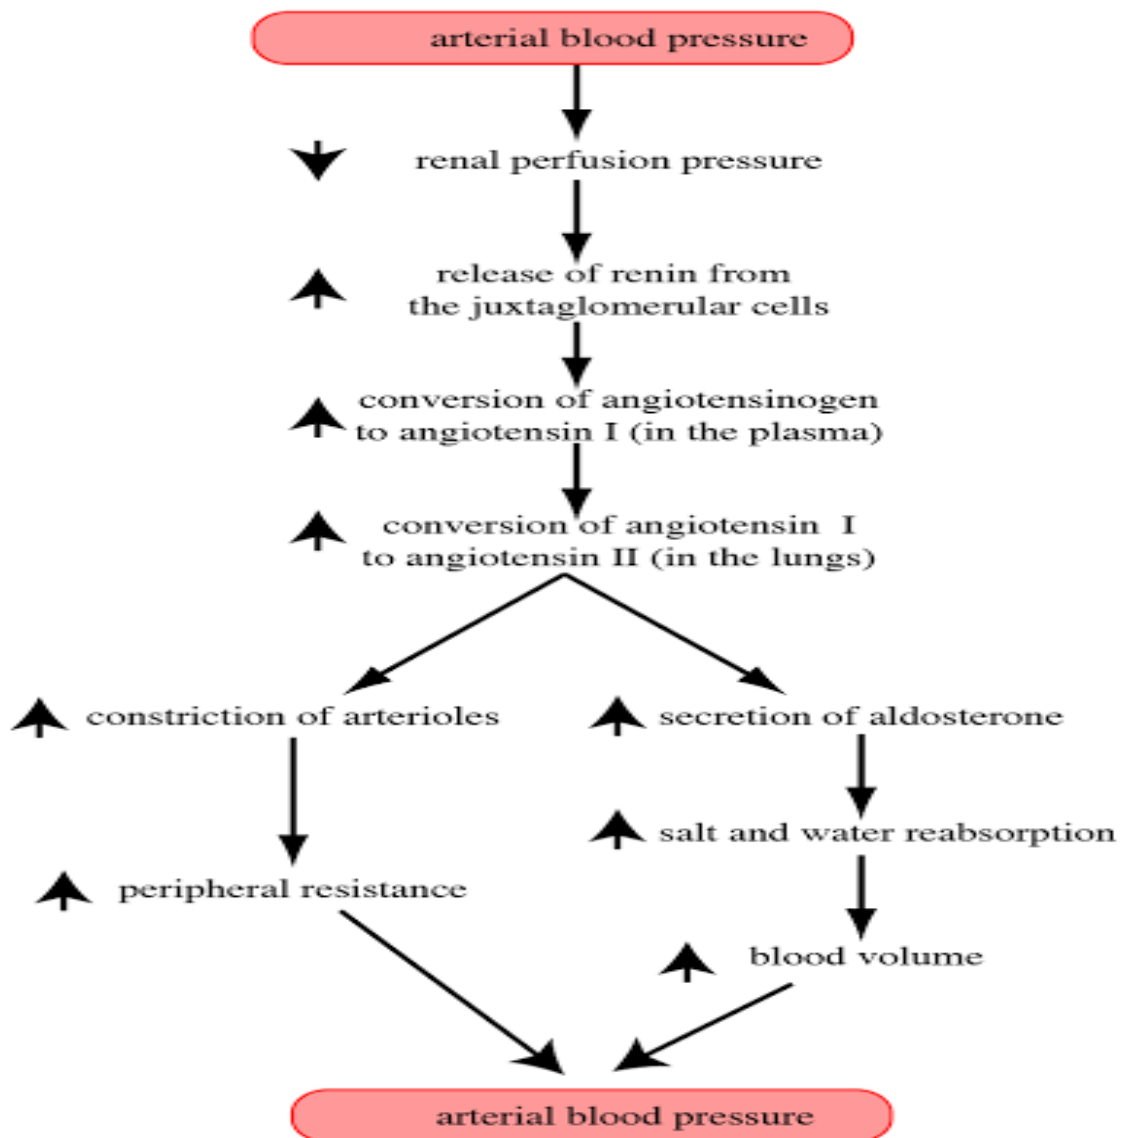 arterial blood pressure
renal perfusion pressure
release of renin from
the juxtaglomerular cells
conversion of angiotensinogen
to angiotensin I (in the plasma)
conversion of angiotensin I
to angiotensin II (in the lungs)
constriction of arterioles
secretion of aldosterone
salt and water reabsorption
peripheral resistance
blood volume
arterial blood pressure